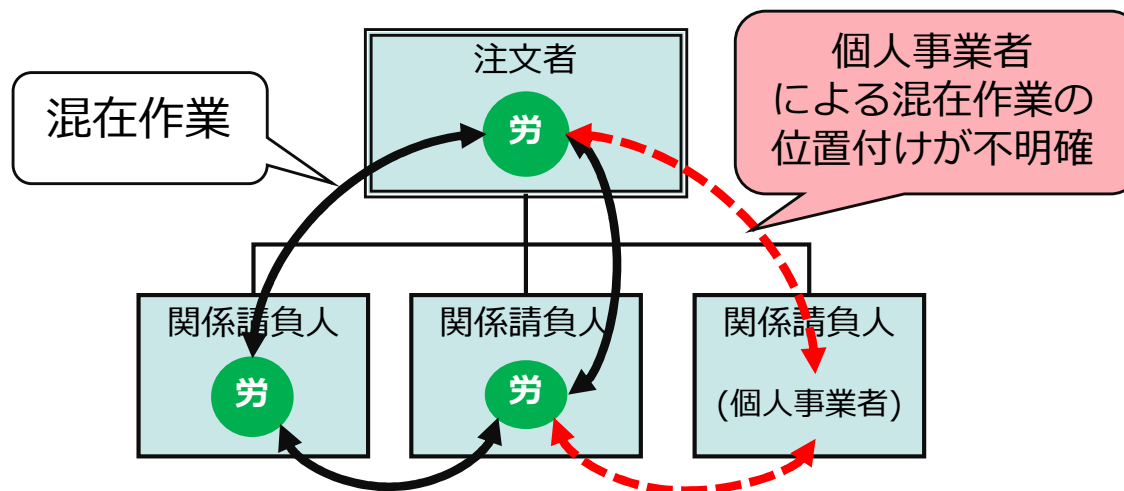 混在作業
注文者
労
個人事業者
による混在作業の
位置付けが不明確
関係請負人
労
関係請負人
労
関係請負人
(個人事業者)